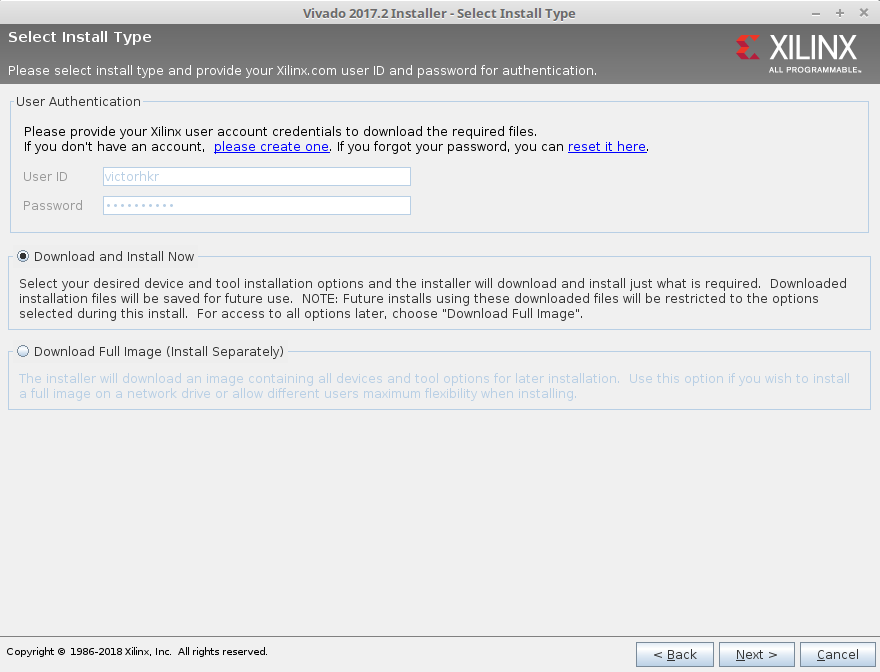 Vivado 2017.2 Installer - Select Install Type
Select Install Type
XILINX
ALL PROGRAMMABLE™
Please select install type and provide your Xilinx.com user ID and password for authentication.
User Authentication
Please provide your Xilinx user account credentials to download the required files.
If you don't have an account, please create one. If you forgot your password, you can reset it here.
User ID victorhkr
Password ••••••••••
Download and Install Now
Select your desired device and tool installation options and the installer will download and install just what is required. Downloaded
installation files will be saved for future use. NOTE: Future installs using these downloaded files will be restricted to the options
selected during this install. For access to all options later, choose "Download Full Image".
Download Full Image (Install Separately)
The installer will download an image containing all devices and tool options for later installation. Use this option if you wish to install
a full image on a network drive or allow different users maximum flexibility when installing.
Copyright © 1986-2018 Xilinx, Inc. All rights reserved.
< Back Next > Cancel